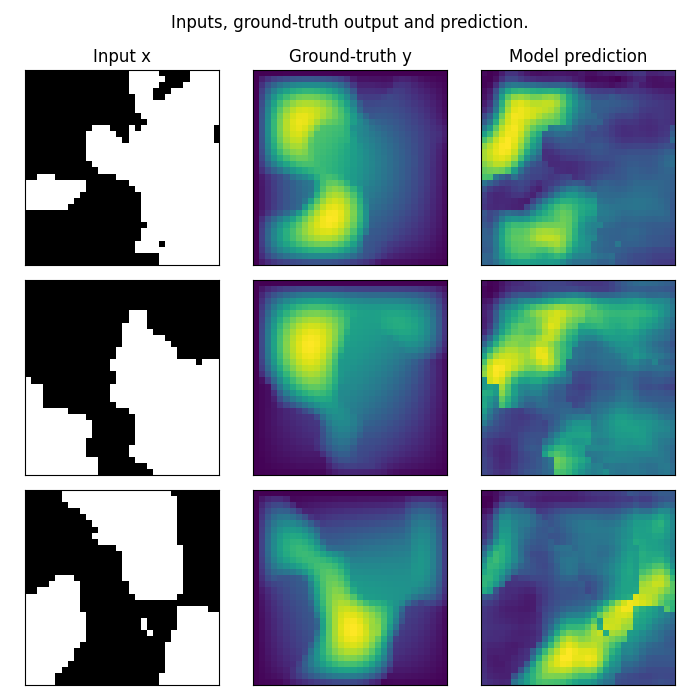 Inputs, ground-truth output and prediction.
Input x
Ground-truth y
Model prediction